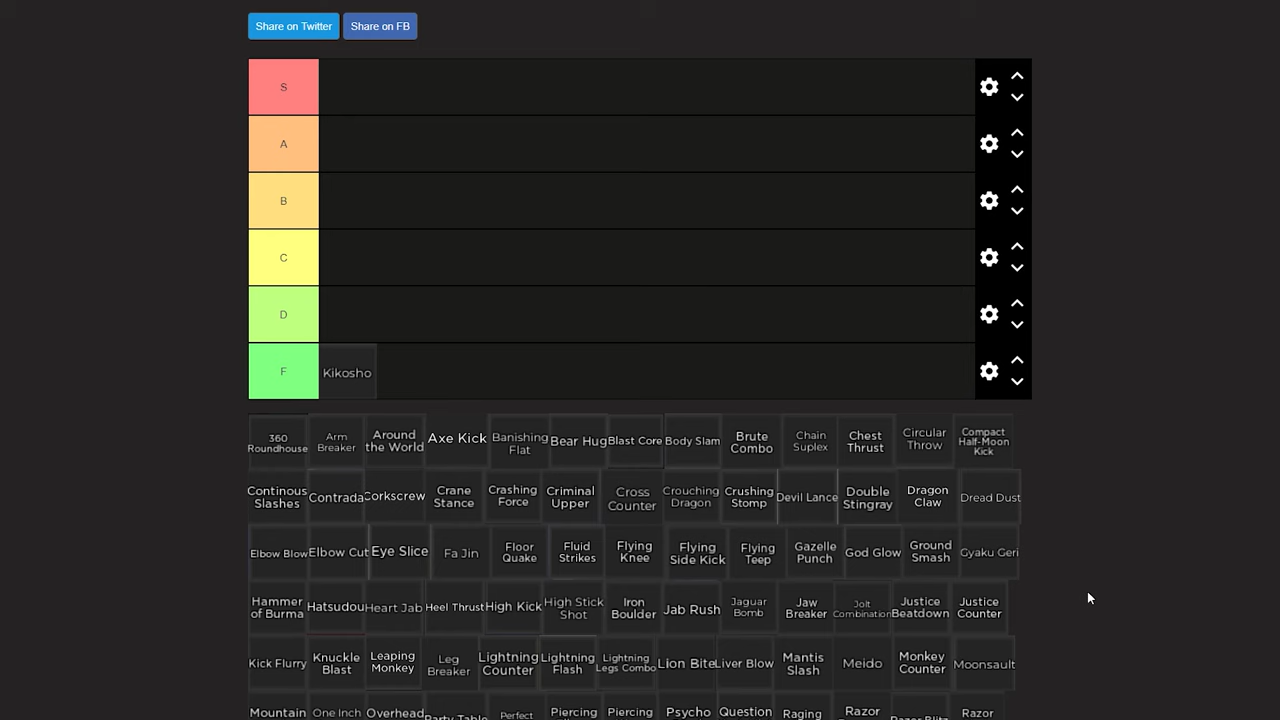 Share on Twitter Share on FB
S
A
B
C
D
F Kikosho
360 Roundhouse Arm Breaker Around the World Axe Kick Banishing Flat Bear Hug Blast Core Body Slam Brute Combo Chain Suplex Chest Thrust Circular Throw Compact Half-Moon Kick
Continous Slashes Contrada Corkscrew Crane Stance Crashing Force Criminal Upper Cross Counter Crouching Dragon Crushing Stomp Devil Lance Double Stingray Dragon Claw Dread Dust
Elbow Blow Elbow Cut Eye Slice Fa Jin Floor Quake Fluid Strikes Flying Knee Flying Side Kick Flying Teep Gazelle Punch God Glow Ground Smash Gyaku Geri
Hammer of Burma Hatsudou Heart Jab Heel Thrust High Kick High Stick Shot Iron Boulder Jab Rush Jaguar Bomb Jaw Breaker Jolt Combination Justice Beatdown Justice Counter
Kick Flurry Knuckle Blast Leaping Monkey Leg Breaker Lightning Counter Lightning Flash Lightning Legs Combo Lion Bite Liver Blow Mantis Slash Meido Monkey Counter Moonsault
Mountain One Inch Overhead Party Table Perfect Piercing Piercing Psycho Question Raging Razor Razor Blitz Razor